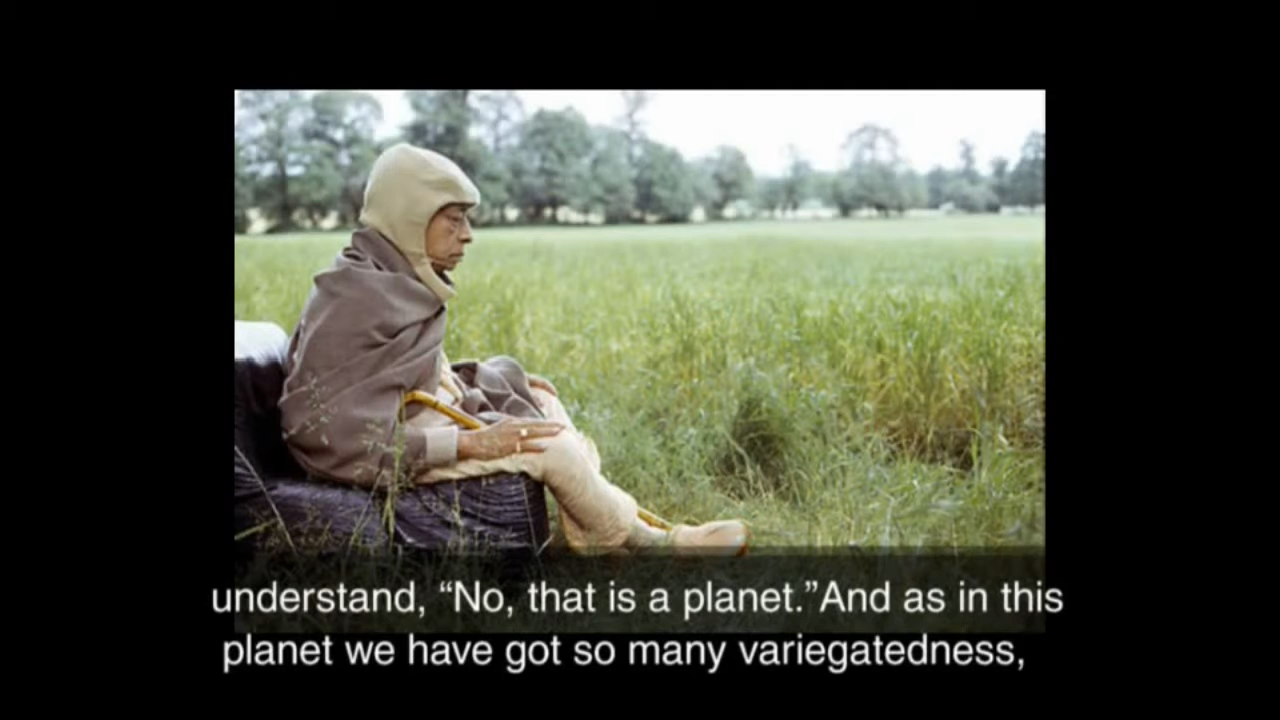 understand, “No, that is a planet.”And as in this
planet we have got so many variegatedness,